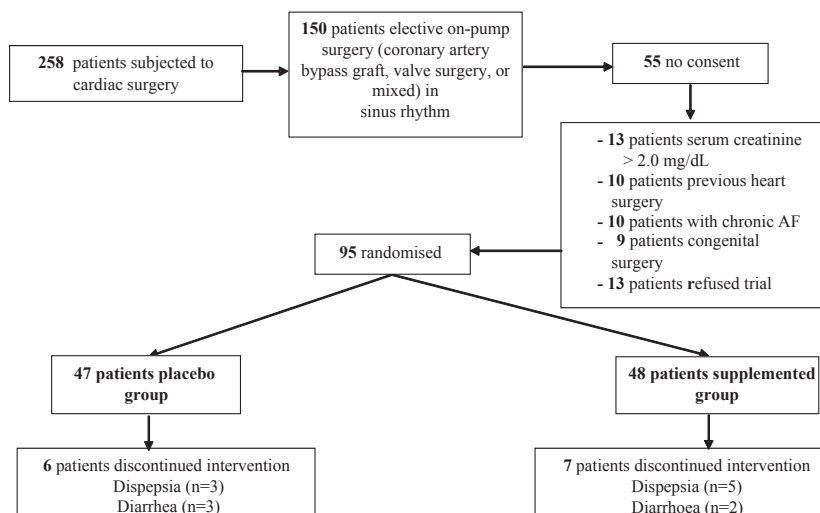 258 patients subjected to
cardiac surgery
150 patients elective on-pump
surgery (coronary artery
bypass graft, valve surgery, or
mixed) in
sinus rhythm
55 no consent
- 13 patients serum creatinine
> 2.0 mg/dL
- 10 patients previous heart
surgery
- 10 patients with chronic AF
- 9 patients congenital
surgery
- 13 patients refused trial
95 randomised
47 patients placebo
group
48 patients supplemented
group
6 patients discontinued intervention
Dispepsia (n=3)
Diarrhea (n=3)
7 patients discontinued intervention
Dispepsia (n=5)
Diarrhoea (n=2)